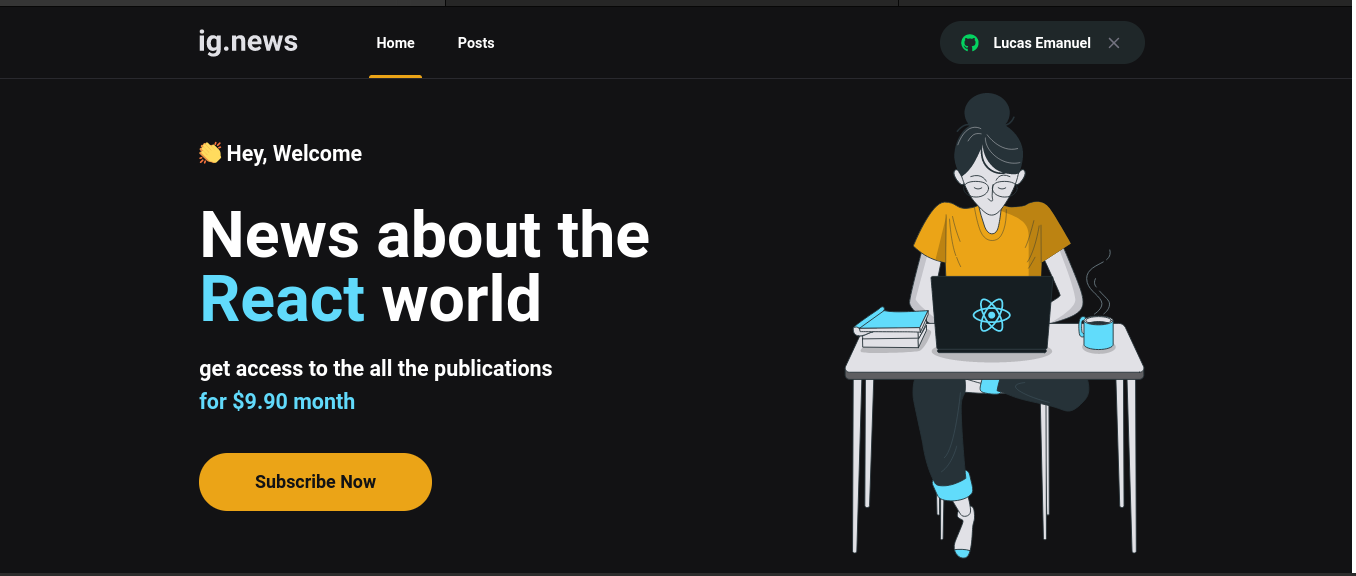 ig.news
Home
Posts
Lucas Emanuel
👏 Hey, Welcome
News about the
React world
get access to the all the publications
for $9.90 month
Subscribe Now